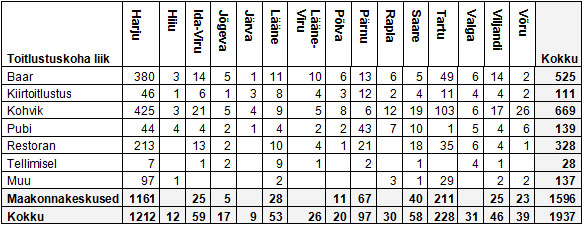 Toitlustuskoha liik Harju Hiiu Ida-Viru Jõgeva Järva Lääne Lääne-Viru Põlva Pärnu Rapla Saare Tartu Valga Viljandi Võru Kokku
Baar 380 3 14 5 1 11 10 6 13 6 5 49 6 14 2 525
Kiirtoitlustus 46 1 6 1 3 8 4 3 12 2 4 11 4 4 2 111
Kohvik 425 3 21 5 4 9 5 8 6 12 19 103 6 17 26 669
Pubi 44 4 4 2 1 4 2 2 43 7 10 1 5 4 6 139
Restoran 213 13 2 10 4 1 21 18 35 6 4 1 328
Tellimisel 7 1 2 9 1 2 1 4 1 28
Muu 97 1 2 3 1 29 2 2 137
Maakonnakeskused 1161 25 5 28 11 67 40 211 25 23 1596
Kokku 1212 12 59 17 9 53 26 20 97 30 58 228 31 46 39 1937